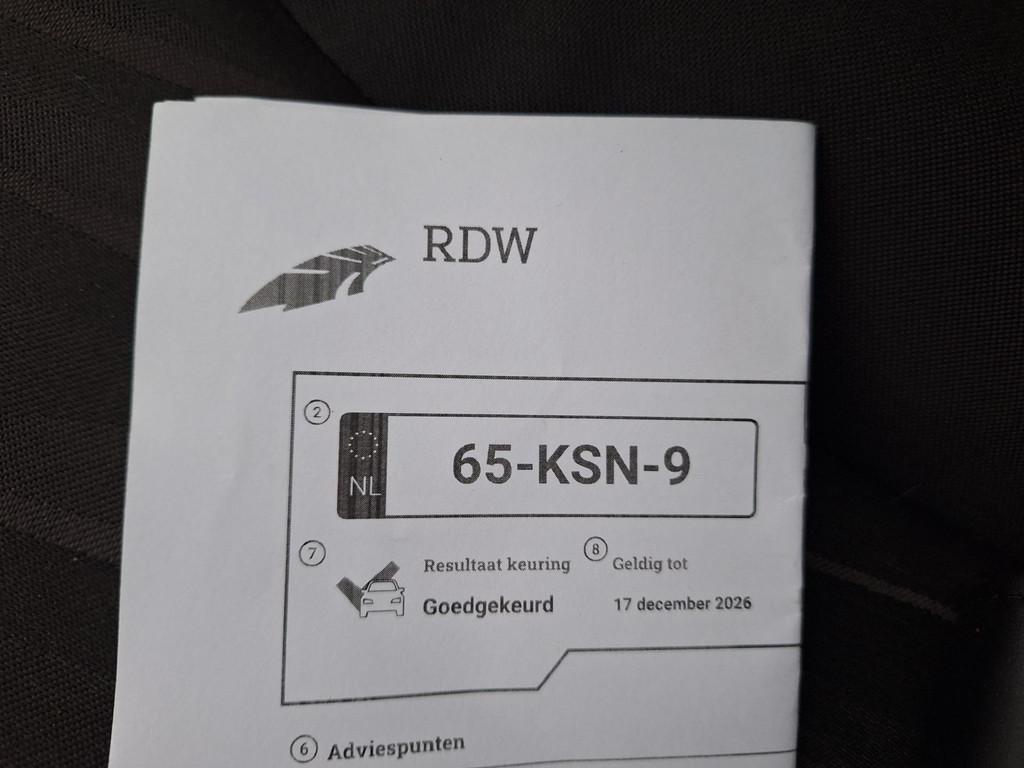 RDW
2
NL
65-KSN-9
7
Resultaat keuring
8
Geldig tot
Goedgekeurd
17 december 2026
6
Adviespunten